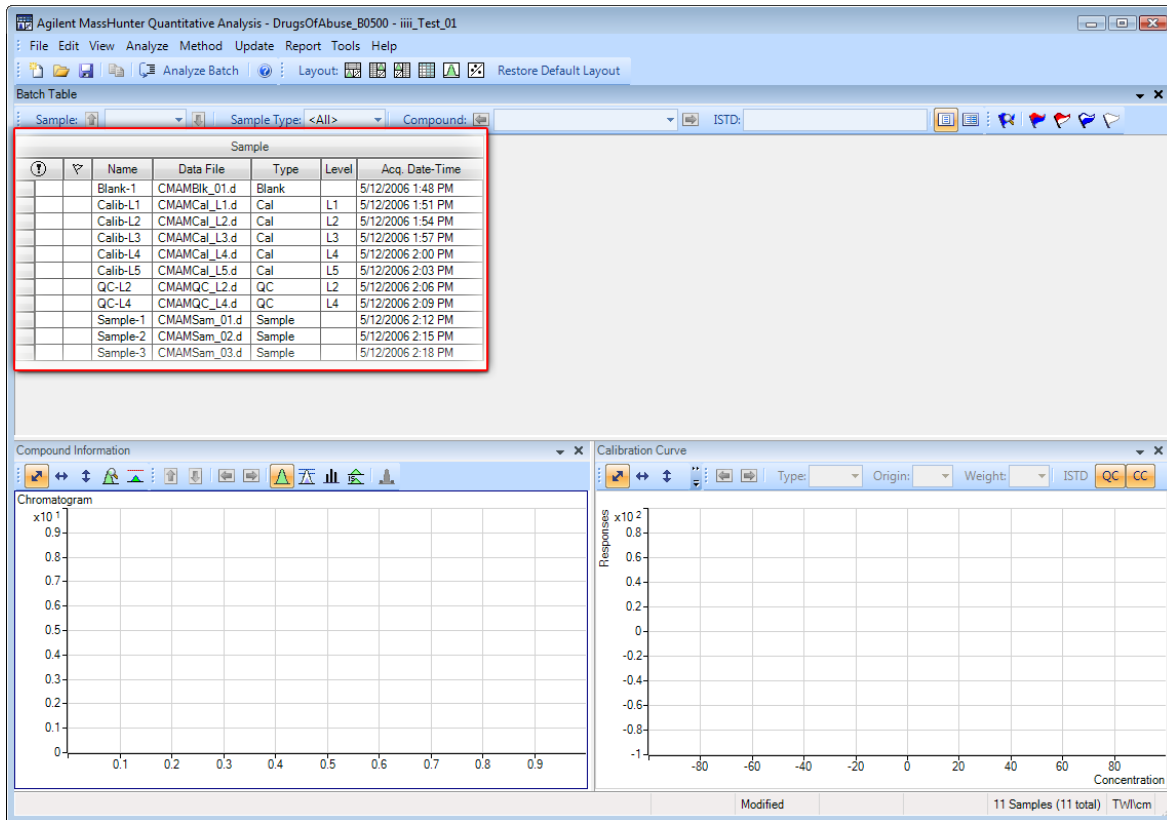 Agilent MassHunter Quantitative Analysis - DrugsOfAbuse_B0500 - iiii_Test_01
File Edit View Analyze Method Update Report Tools Help
Analyze Batch Layout: Restore Default Layout
Batch Table
Sample: Sample Type: <All> Compound: ISTD:
Sample
Name Data File Type Level Acq. Date-Time
Blank-1 CMAMBlk_01.d Blank 5/12/2006 1:48 PM
Calib-L1 CMAMCal_L1.d Cal L1 5/12/2006 1:51 PM
Calib-L2 CMAMCal_L2.d Cal L2 5/12/2006 1:54 PM
Calib-L3 CMAMCal_L3.d Cal L3 5/12/2006 1:57 PM
Calib-L4 CMAMCal_L4.d Cal L4 5/12/2006 2:00 PM
Calib-L5 CMAMCal_L5.d Cal L5 5/12/2006 2:03 PM
QC-L2 CMAMQC_L2.d QC L2 5/12/2006 2:06 PM
QC-L4 CMAMQC_L4.d QC L4 5/12/2006 2:09 PM
Sample-1 CMAMSam_01.d Sample 5/12/2006 2:12 PM
Sample-2 CMAMSam_02.d Sample 5/12/2006 2:15 PM
Sample-3 CMAMSam_03.d Sample 5/12/2006 2:18 PM
Compound Information
Chromatogram
x10 1
0.9
0.8
0.7
0.6
0.5
0.4
0.3
0.2
0.1
0
0.1 0.2 0.3 0.4 0.5 0.6 0.7 0.8 0.9
Calibration Curve
Type: Origin: Weight: ISTD QC CC
Responses
x10 2
0.8
0.6
0.4
0.2
0
-0.2
-0.4
-0.6
-0.8
-1
-80 -60 -40 -20 0 20 40 60 80
Concentration
Modified 11 Samples (11 total) TWI\cm